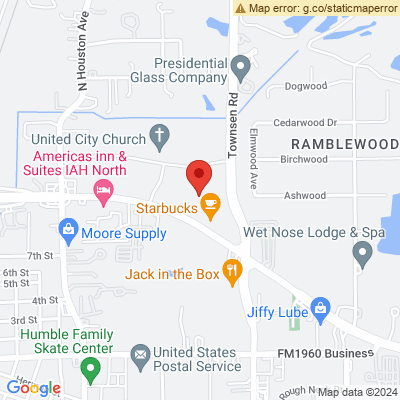 Map error: g.co/staticmaperror
N Houston Ave
Presidential
Glass Company
Dogwood
Townsen Rd
Cedarwood Dr
Elmwood Ave
United City Church
RAMBLEWOOD
Birchwood
Americas inn &
Suites IAH North
Ashwood
Starbucks
Moore Supply
Wet Nose Lodge & Spa
7th St
Jack in the Box
6th St
5th St
4th St
Jiffy Lube
3rd St
Humble Family
Skate Center
United States
Postal Service
FM1960 Business
Google
Rough N
Map data ©2024